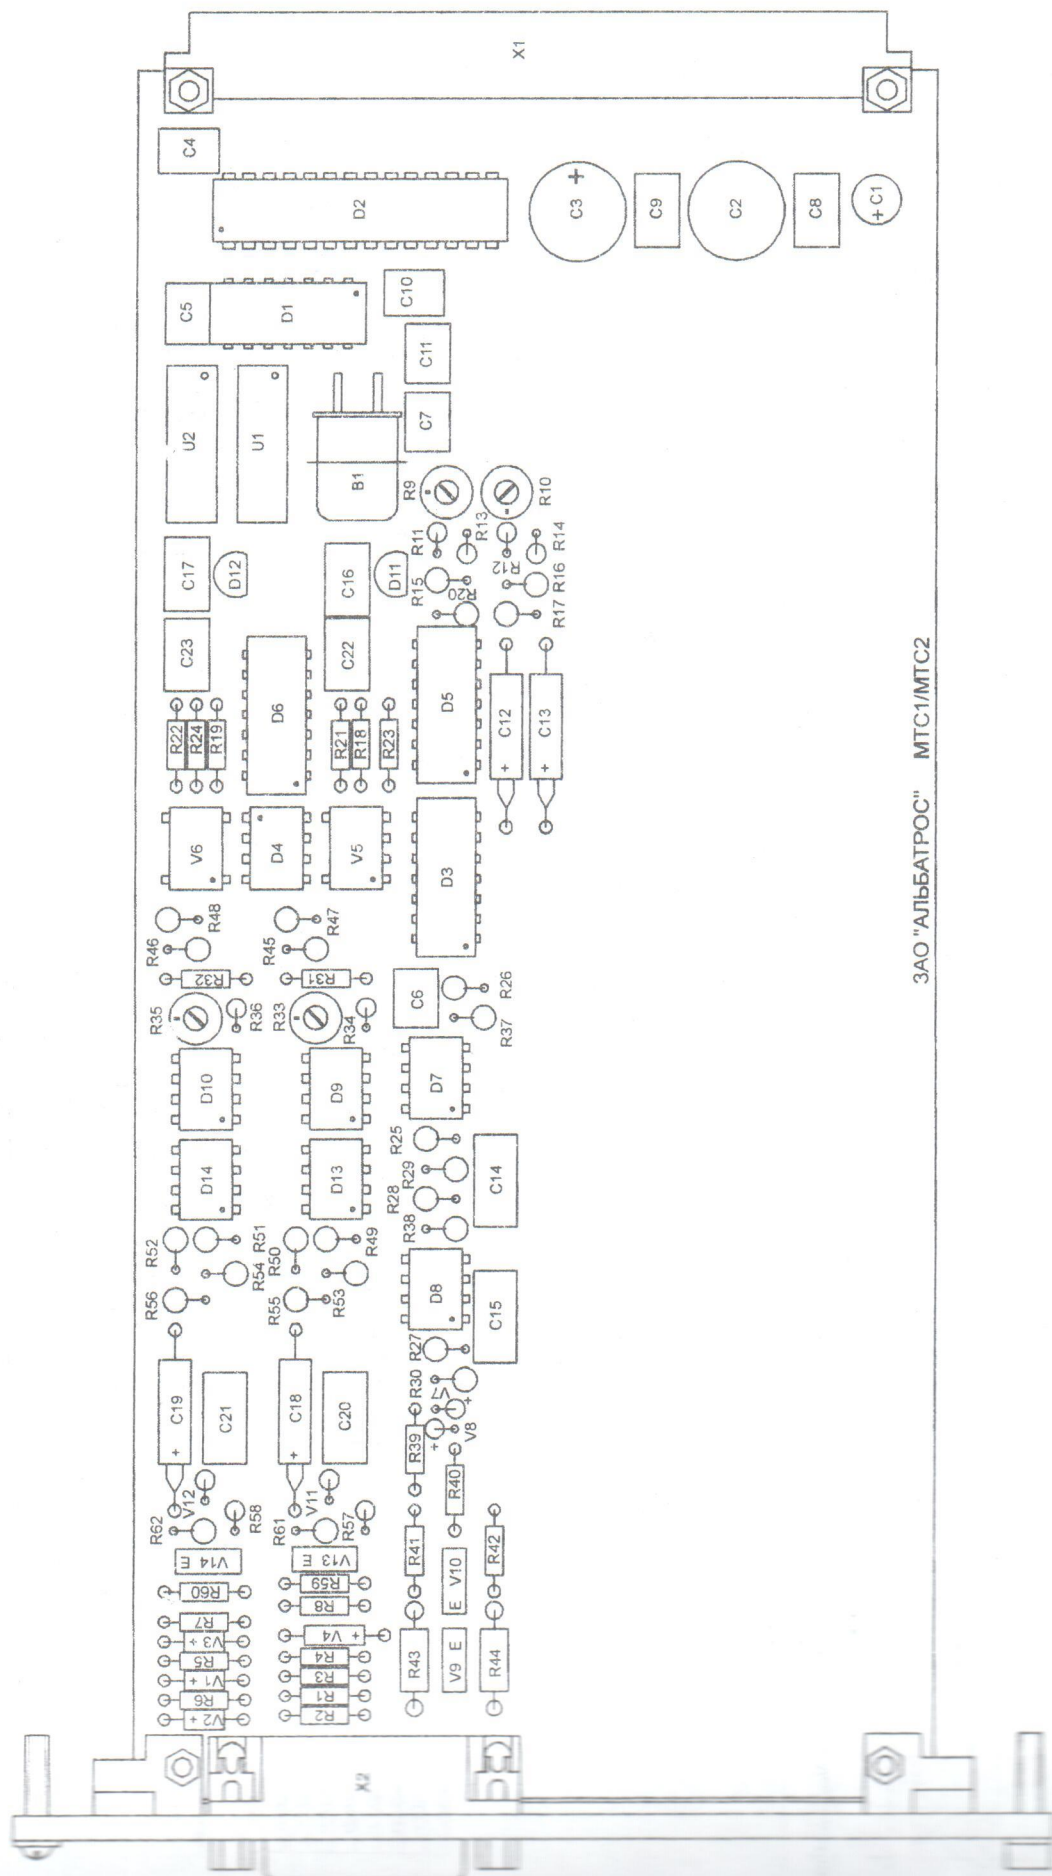 X1
C4
D2
C3 +
C9
C2
C8
+ C1
C5
D1
C10
C11
U2
U1
B1
C7
R9
R10
R11
R13
R12
R14
C17
D12
C16
D11
R15
R20
R16
R17
C23
C22
D6
D5
+ C12
+ C13
R22
R24
R19
R21
R18
R23
V6
D4
V5
D3
R48
R47
R46
R45
R32
R31
R35
R36
R33
R34
C6
R26
R37
D10
D9
D7
D14
D13
R25
R29
R28
R38
C14
R52
R51
R50
R49
R54
R53
R56
R55
D8
C15
R27
R30
V7
+
+
V8
+ C19
C21
+ C18
C20
R39
R40
V12
V11
R62
R58
R61
R57
R41
R42
V14 E
V13 E
E V10
R60
R59
R8
R7
V3 +
+ V4
R5
R4
V1 +
R3
R6
R1
V2 +
R2
R43
V9 E
R44
X2
ЗАО "АЛЬБАТРОС" МТС1/МТС2